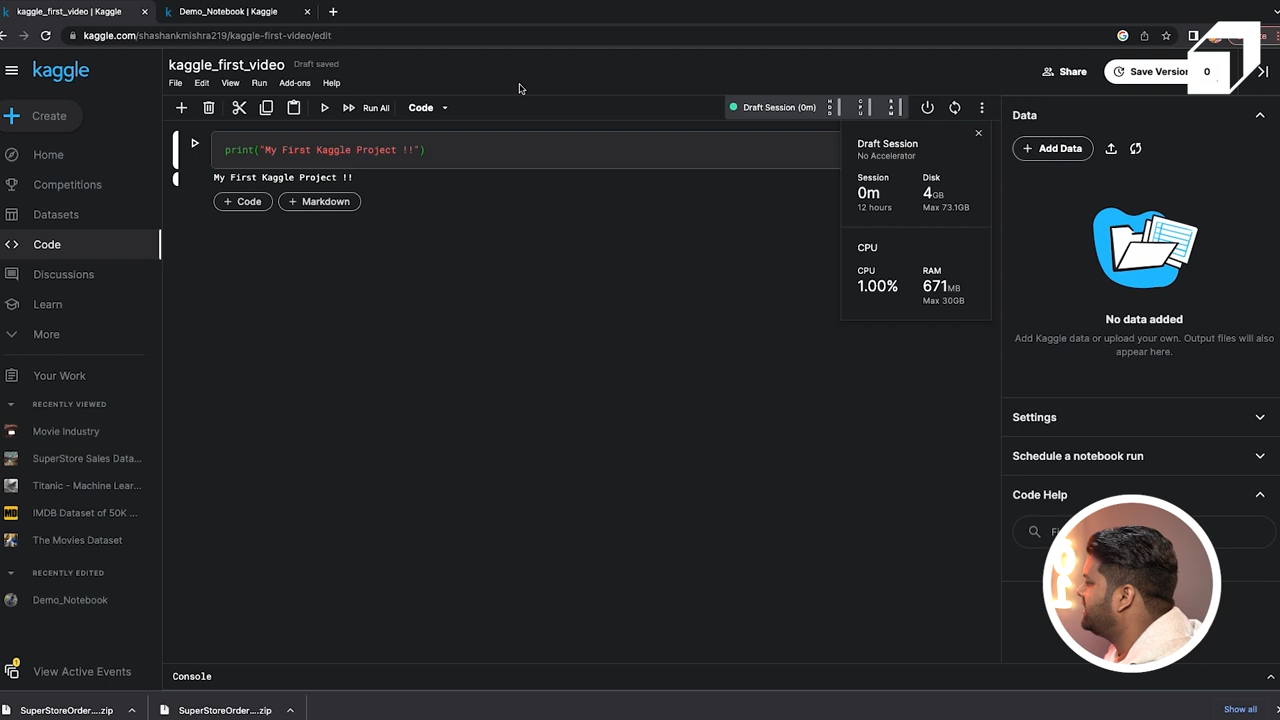 kaggle_first_video | Kaggle
Demo_Notebook | Kaggle
kaggle.com/shashankmishra219/kaggle-first-video/edit
kaggle
kaggle_first_video
Draft saved
File Edit View Run Add-ons Help
Share
Save Version
0
Create
Run All
Code
Draft Session (0m)
HDD
CPU
RAM
Home
Competitions
Datasets
Code
Discussions
Learn
More
Your Work
RECENTLY VIEWED
Movie Industry
SuperStore Sales Data...
Titanic - Machine Lear...
IMDB Dataset of 50K ...
The Movies Dataset
RECENTLY EDITED
Demo_Notebook
View Active Events
print("My First Kaggle Project !!")
My First Kaggle Project !!
+ Code
+ Markdown
Draft Session
No Accelerator
Session
0m
12 hours
Disk
4GB
Max 73.1GB
CPU
CPU
1.00%
RAM
671MB
Max 30GB
Data
+ Add Data
No data added
Add Kaggle data or upload your own. Output files will also
appear here.
Settings
Schedule a notebook run
Code Help
Console
SuperStoreOrder....zip
SuperStoreOrder....zip
Show all